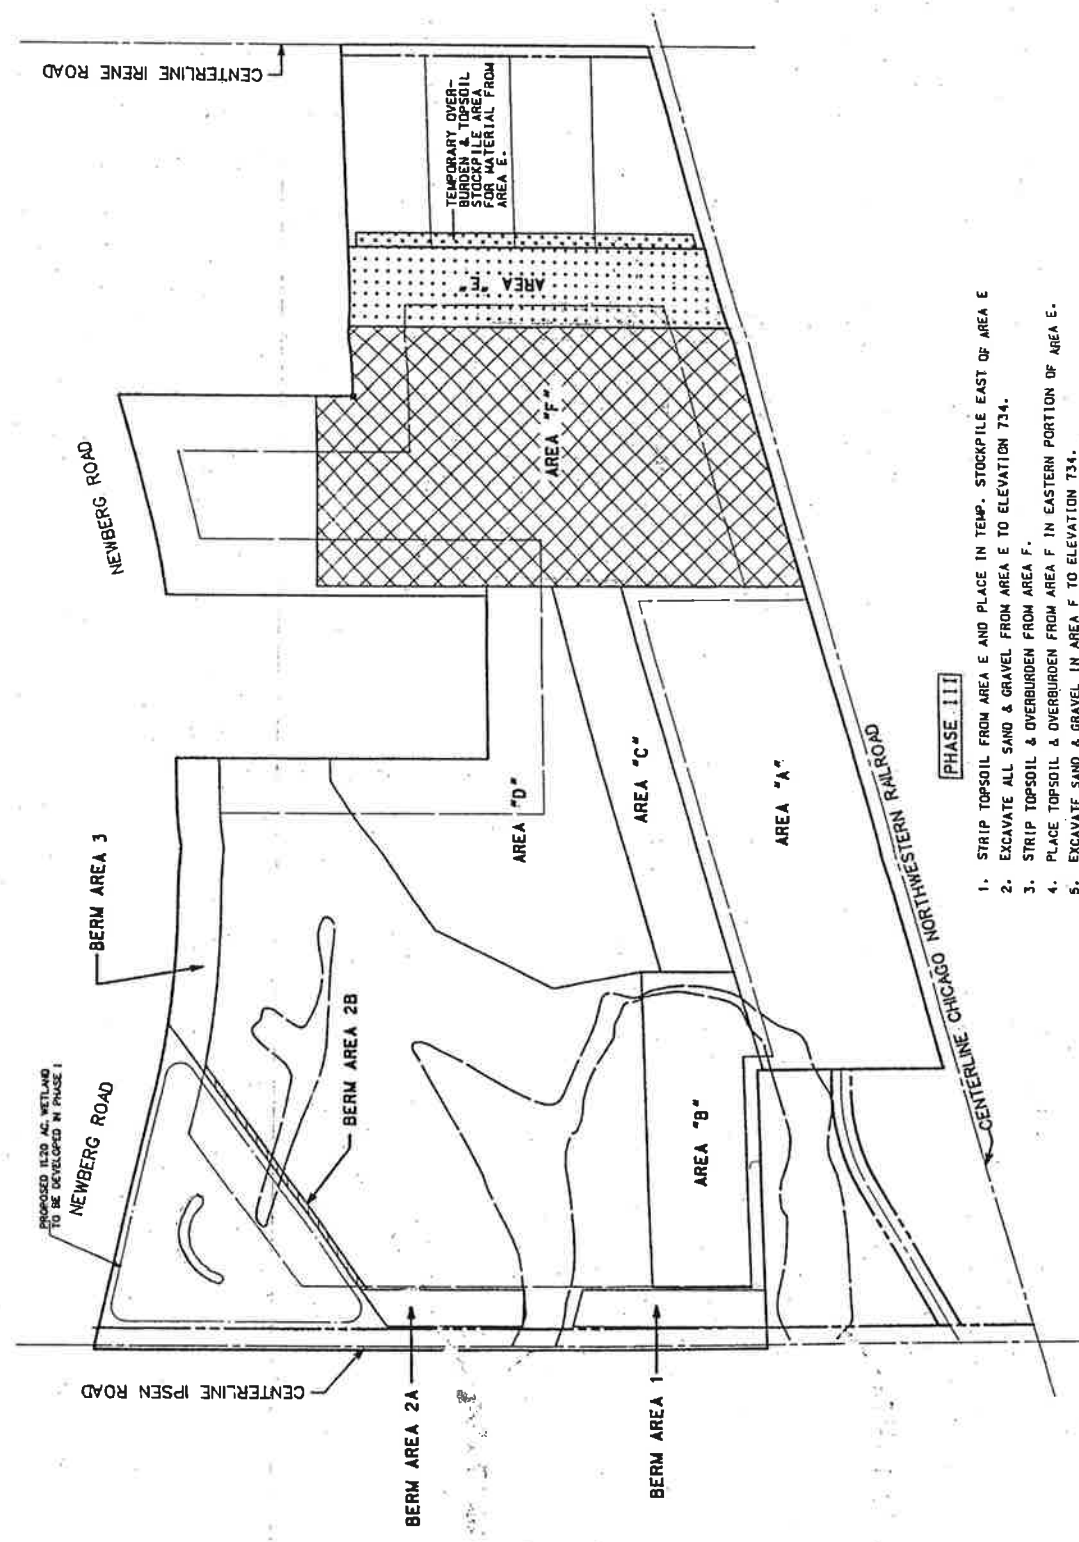 CENTERLINE IRENE ROAD
TEMPORARY OVER-
BURDEN & TOPSOIL
STOCKPILE AREA
FOR MATERIAL FROM
AREA E.
AREA "E"
AREA "F"
NEWBERG ROAD
BERM AREA 3
AREA "D"
AREA "C"
AREA "A"
PROPOSED 11.20 AC. WETLAND
TO BE DEVELOPED IN PHASE I
NEWBERG ROAD
BERM AREA 2B
AREA "B"
CENTERLINE CHICAGO NORTHWESTERN RAILROAD
CENTERLINE IPSEN ROAD
BERM AREA 2A
BERM AREA 1
PHASE III
1. STRIP TOPSOIL FROM AREA E AND PLACE IN TEMP. STOCKPILE EAST OF AREA E
2. EXCAVATE ALL SAND & GRAVEL FROM AREA E TO ELEVATION 734.
3. STRIP TOPSOIL & OVERBURDEN FROM AREA F.
4. PLACE TOPSOIL & OVERBURDEN FROM AREA F IN EASTERN PORTION OF AREA E.
5. EXCAVATE SAND & GRAVEL IN AREA F TO ELEVATION 734.